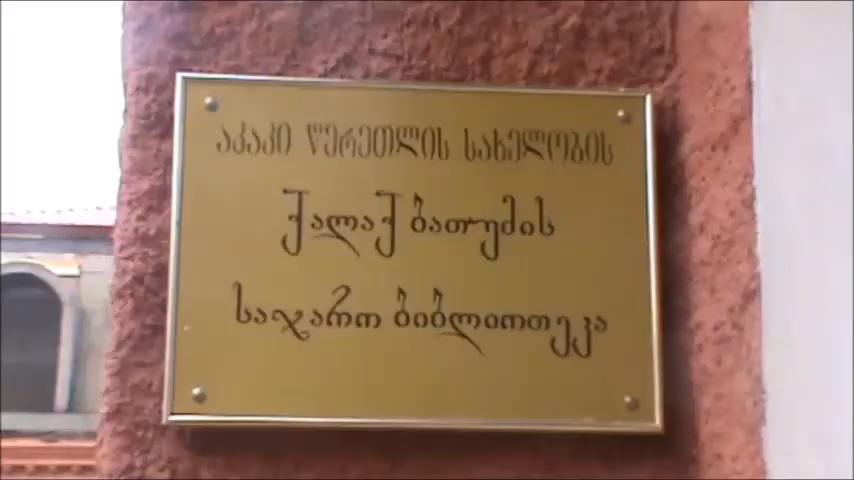 აკაკი წერეთლის სახელობის
ქალაქ ბათუმის
საჯარო ბიბლიოთეკა